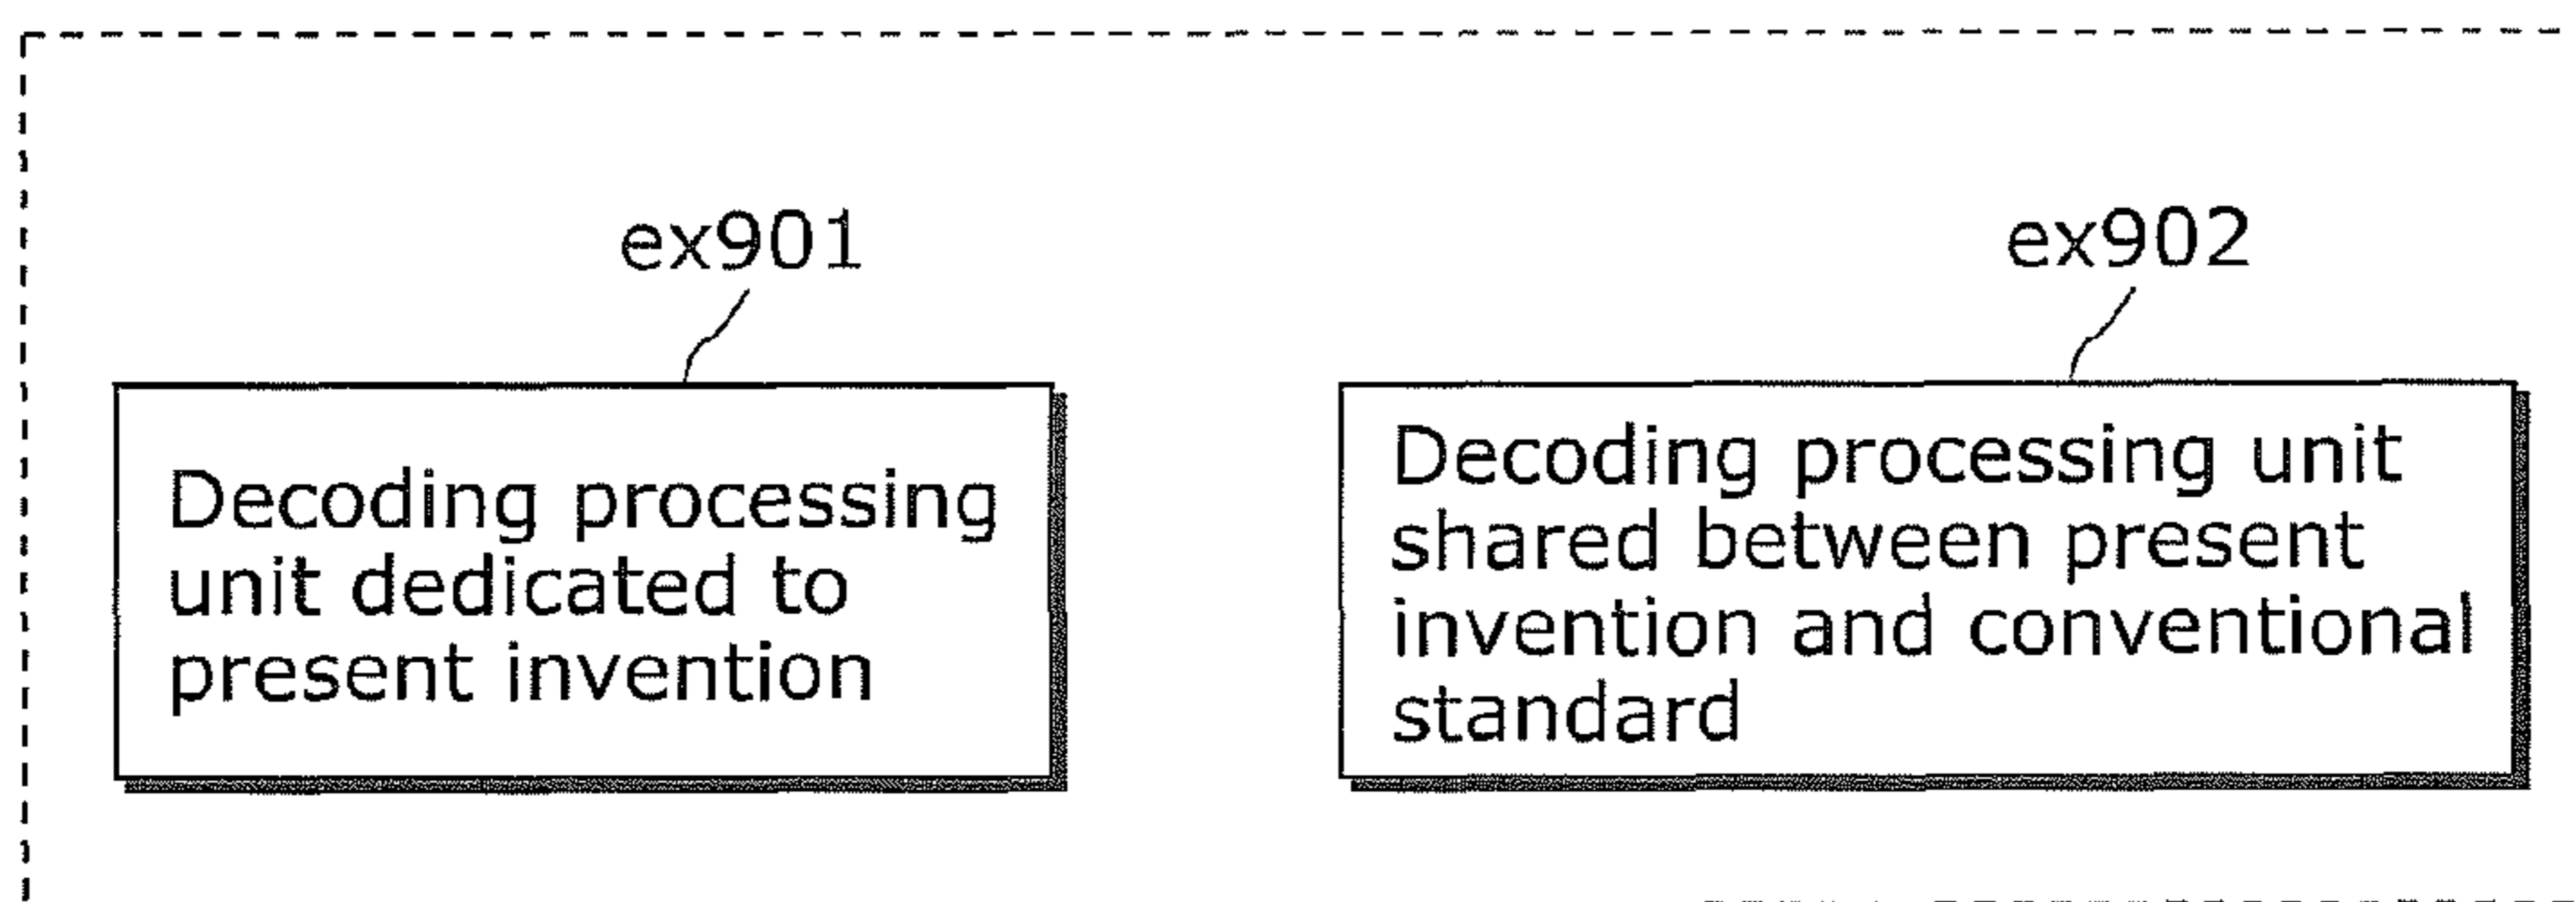 ex901
ex902
Decoding processing
unit dedicated to
present invention
Decoding processing unit
shared between present
invention and conventional
standard